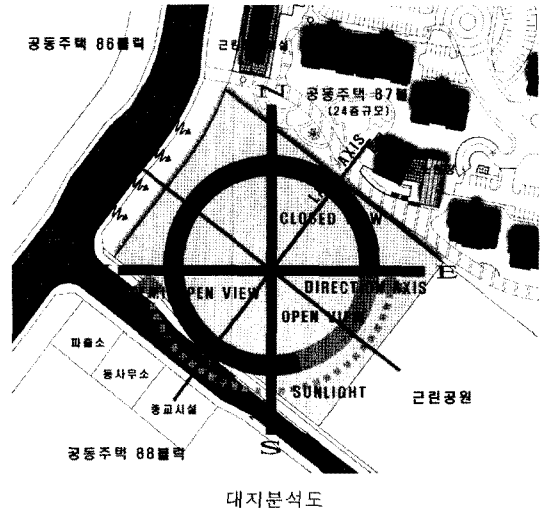 공동주택 86블럭
근린
설
N
공동주택 87블
(24층규모)
AXIS
CLOSED
W
E
OPEN VIEW
DIRECTION AXIS
OPEN VIEW
파출소
동사무소
종교시설
SUNLIGHT
근린공원
공동주택 88블럭
S
대지분석도